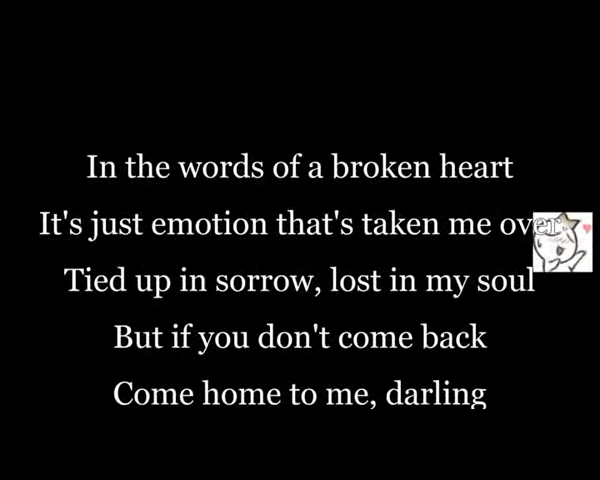 In the words of a broken heart
It's just emotion that's taken me over
Tied up in sorrow, lost in my soul
But if you don't come back
Come home to me, darling